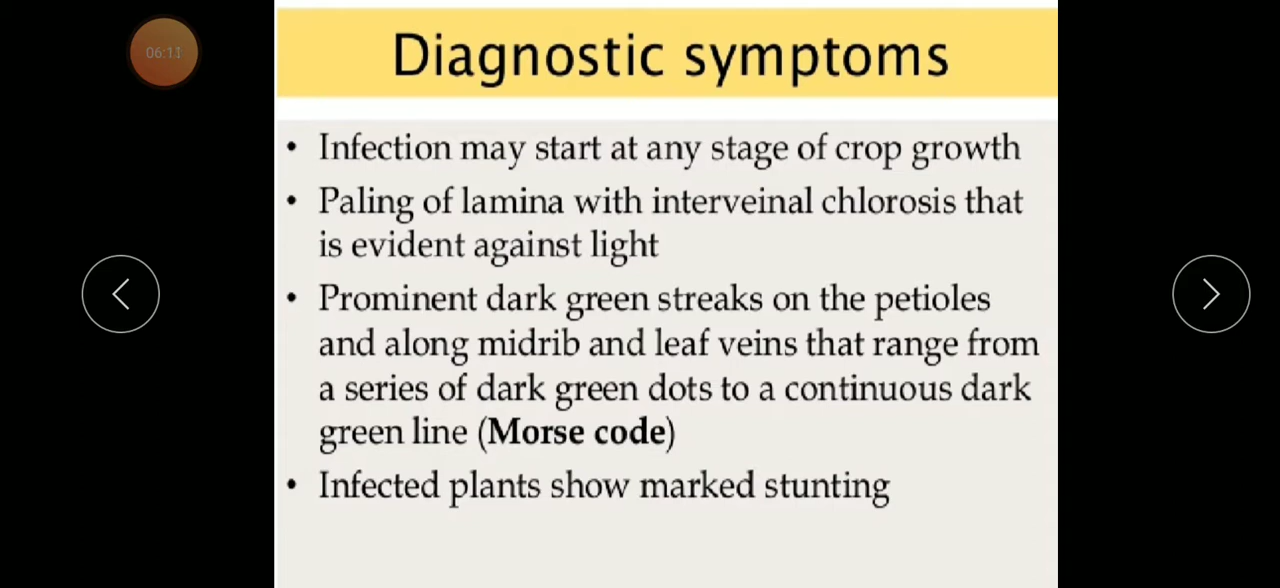 06:11
Diagnostic symptoms
• Infection may start at any stage of crop growth
• Paling of lamina with interveinal chlorosis that
is evident against light
• Prominent dark green streaks on the petioles
and along midrib and leaf veins that range from
a series of dark green dots to a continuous dark
green line (Morse code)
• Infected plants show marked stunting